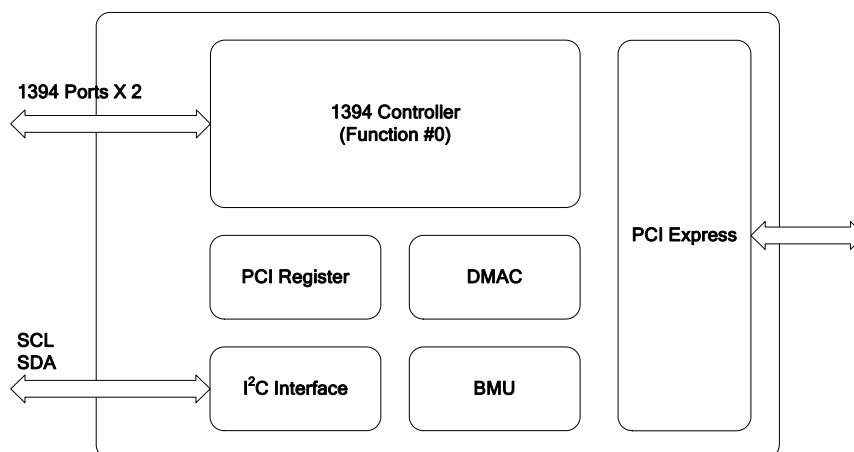 1394 Ports X 2
1394 Controller
(Function #0)
PCI Express
PCI Register
DMAC
SCL
SDA
I²C Interface
BMU